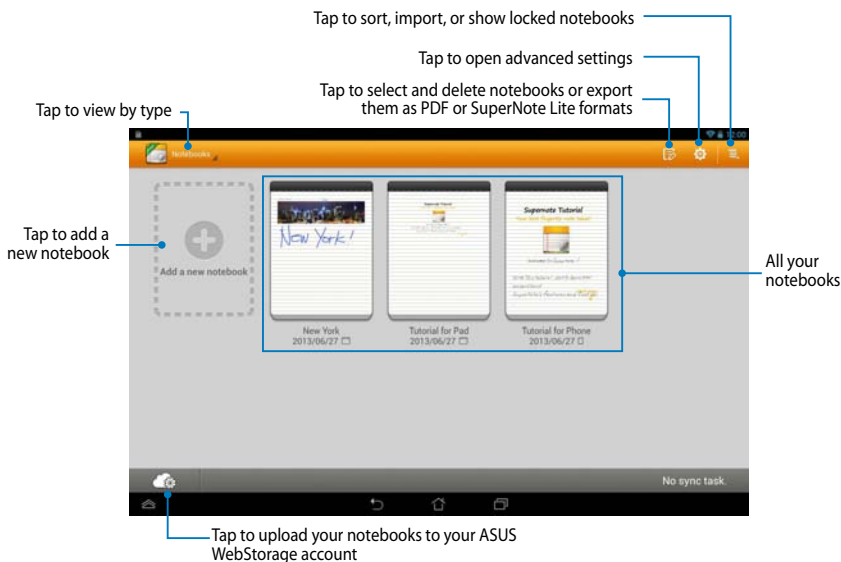 Tap to sort, import, or show locked notebooks
Tap to open advanced settings
Tap to select and delete notebooks or export
them as PDF or SuperNote Lite formats
Tap to view by type
12:00
Notebooks
Tap to add a
new notebook
Add a new notebook
New York!
Supernote Tutorial
Supernote Tutorial
All your
notebooks
New York
2013/06/27
Tutorial for Pad
2013/06/27
Tutorial for Phone
2013/06/27
No sync task.
Tap to upload your notebooks to your ASUS
WebStorage account